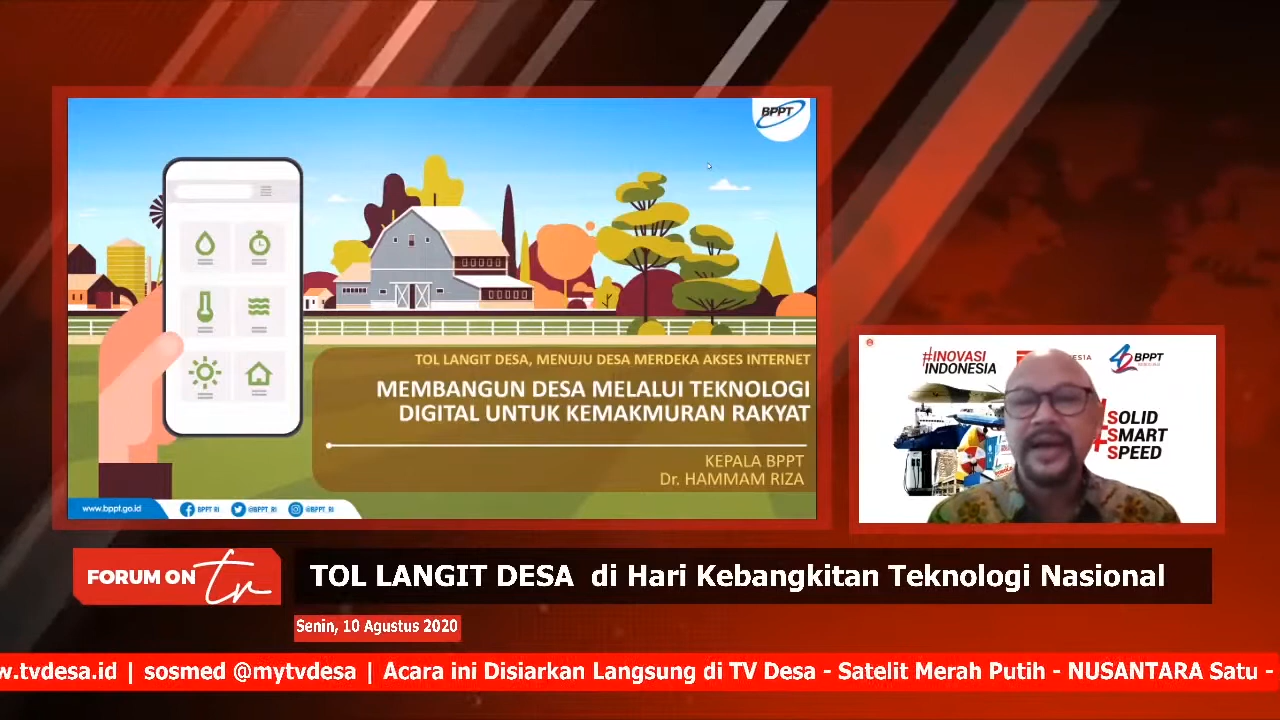 BPPT
TOL LANGIT DESA, MENUJU DESA MERDEKA AKSES INTERNET
MEMBANGUN DESA MELALUI TEKNOLOGI
DIGITAL UNTUK KEMAKMURAN RAKYAT
KEPALA BPPT
Dr. HAMMAM RIZA
www.bppt.go.id
BPPT RI
@BPPT_RI
@BPPT_RI
#INOVASI
INDONESIA
42 BPPT
#SOLID
SMART
SPEED
FORUM ON tv
TOL LANGIT DESA di Hari Kebangkitan Teknologi Nasional
Senin, 10 Agustus 2020
w.tvdesa.id | sosmed @mytvdesa | Acara ini Disiarkan Langsung di TV Desa - Satelit Merah Putih - NUSANTARA Satu -